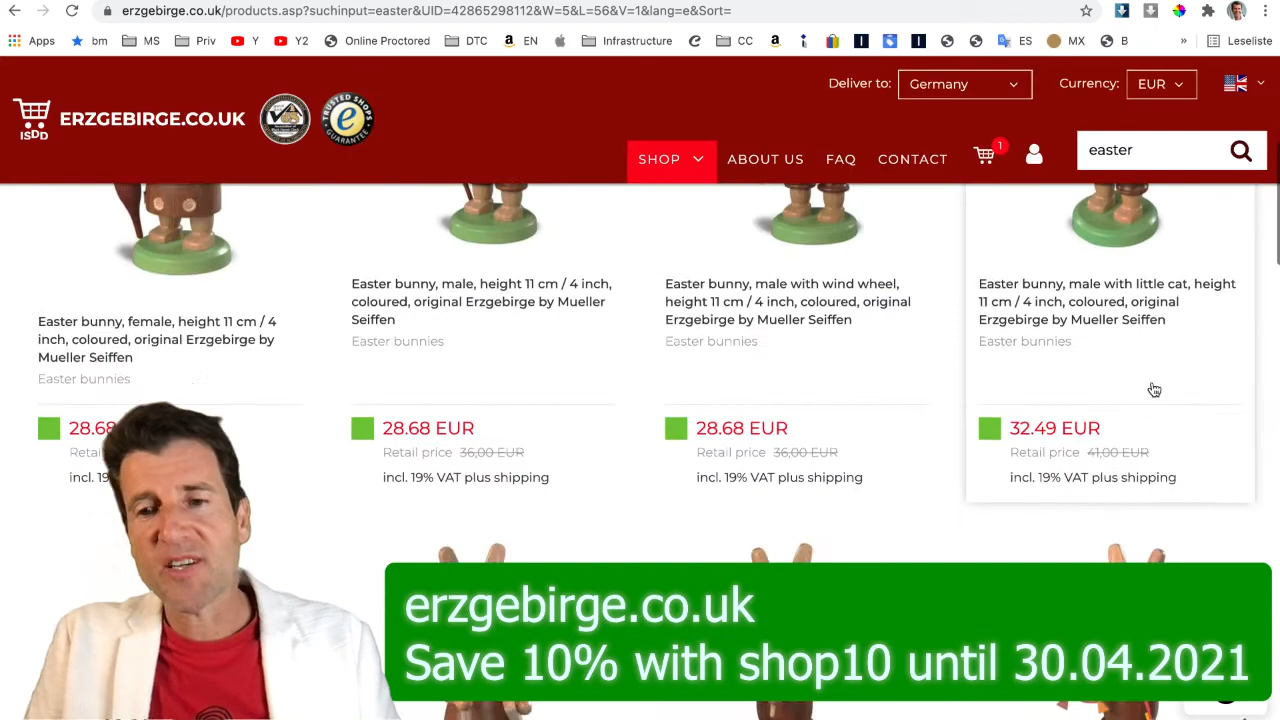 erzgebirge.co.uk/products.asp?suchinput=easter&UID=42865298112&W=5&L=56&V=1&lang=e&Sort=
Apps bm MS Priv Y Y2 Online Proctored DTC EN Infrastructure CC ES MX B » Leseliste
Deliver to: Germany Currency: EUR
ISDD ERZGEBIRGE.CO.UK TRUSTED SHOPS GUARANTEE
SHOP ABOUT US FAQ CONTACT 1 easter
Easter bunny, female, height 11 cm / 4
inch, coloured, original Erzgebirge by
Mueller Seiffen
Easter bunnies
28.68
Retai
incl. 19
Easter bunny, male, height 11 cm / 4 inch,
coloured, original Erzgebirge by Mueller
Seiffen
Easter bunnies
28.68 EUR
Retail price 36,00 EUR
incl. 19% VAT plus shipping
Easter bunny, male with wind wheel,
height 11 cm / 4 inch, coloured, original
Erzgebirge by Mueller Seiffen
Easter bunnies
28.68 EUR
Retail price 36,00 EUR
incl. 19% VAT plus shipping
Easter bunny, male with little cat, height
11 cm / 4 inch, coloured, original
Erzgebirge by Mueller Seiffen
Easter bunnies
32.49 EUR
Retail price 41,00 EUR
incl. 19% VAT plus shipping
erzgebirge.co.uk
Save 10% with shop10 until 30.04.2021